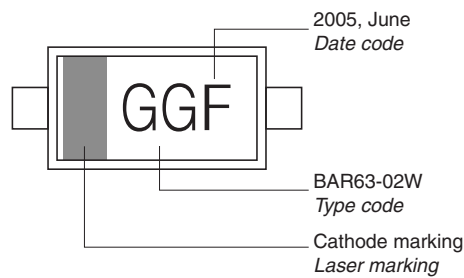 2005, June
Date code
GGF
BAR63-02W
Type code
Cathode marking
Laser marking